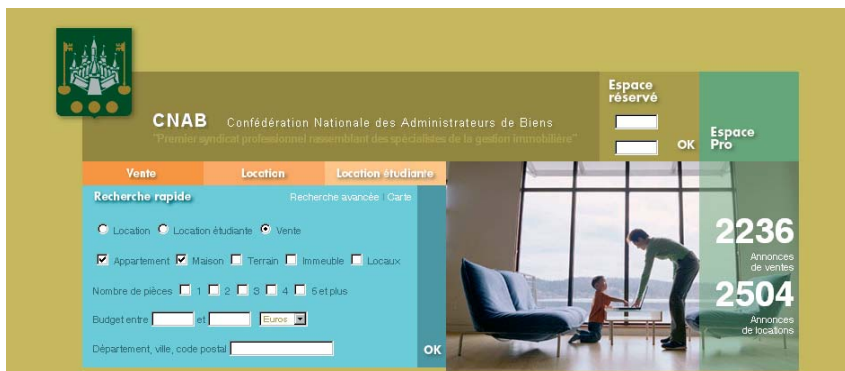 CNAB Confédération Nationale des Administrateurs de Biens
"Premier syndicat professionnel rassemblant des spécialistes de la gestion immobilière"
Espace
réservé
OK
Espace
Pro
Vente Location Location étudiante
Recherche rapide Recherche avancée | Carte
Location Location étudiante Vente
Appartement Maison Terrain Immeuble Locaux
Nombre de pièces 1 2 3 4 5 et plus
Budget entre et Euros
Département, ville, code postal OK
2236
Annonces
de ventes
2504
Annonces
de locations